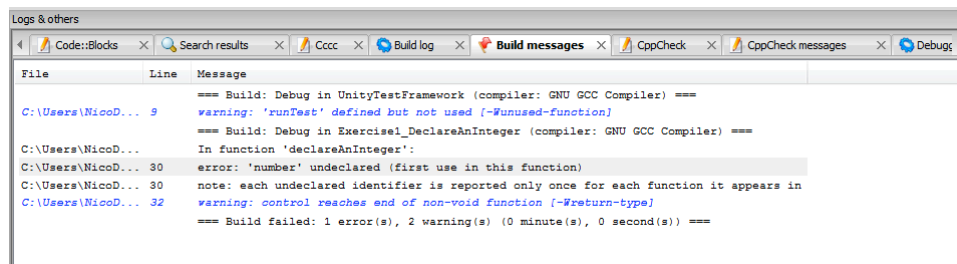 Logs & others
Code::Blocks Search results Cccc Build log Build messages CppCheck CppCheck messages
File Line Message
=== Build: Debug in UnityTestFramework (compiler: GNU GCC Compiler) ===
C:\Users\NicoD... 9 warning: 'runTest' defined but not used [-Wunused-function]
=== Build: Debug in Exercise1_DeclareAnInteger (compiler: GNU GCC Compiler) ===
C:\Users\NicoD... In function 'declareAnInteger':
C:\Users\NicoD... 30 error: 'number' undeclared (first use in this function)
C:\Users\NicoD... 30 note: each undeclared identifier is reported only once for each function it appears in
C:\Users\NicoD... 32 warning: control reaches end of non-void function [-Wreturn-type]
=== Build failed: 1 error(s), 2 warning(s) (0 minute(s), 0 second(s)) ===